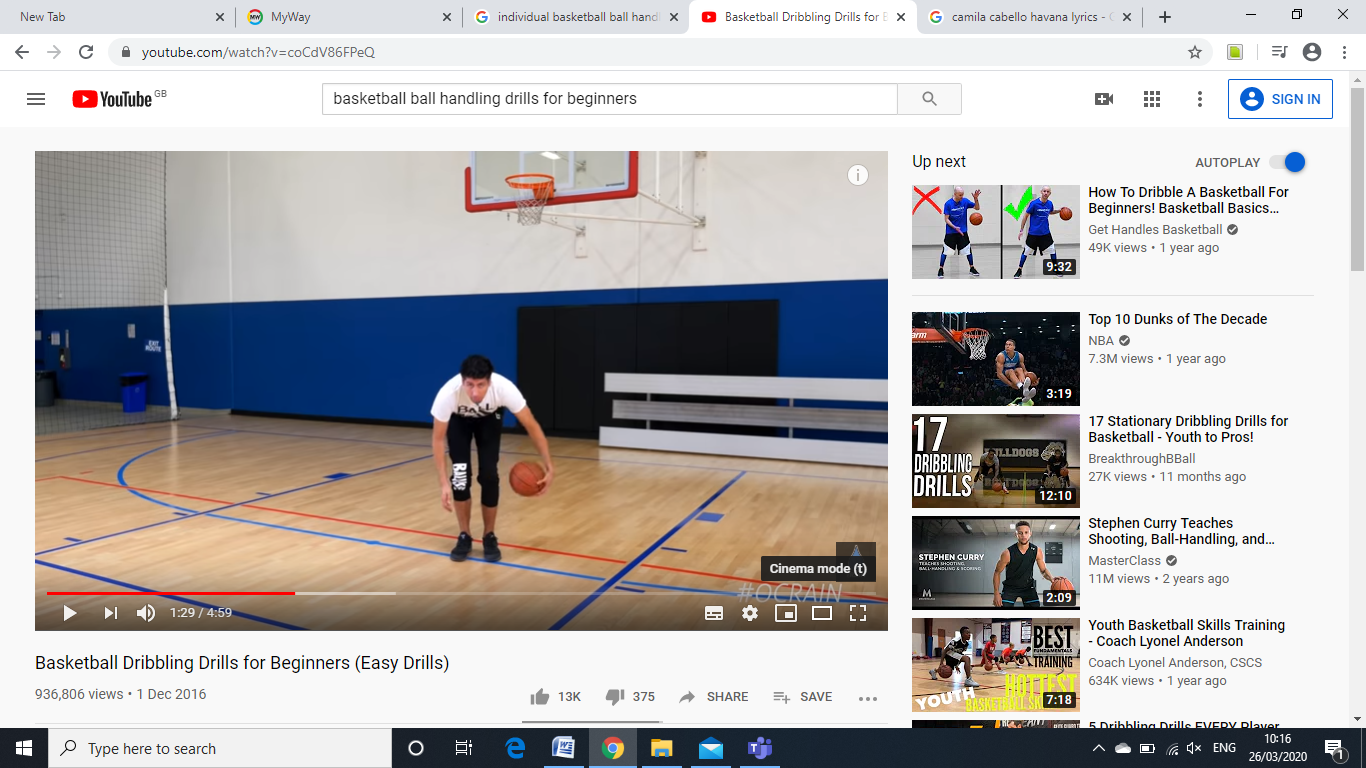 New Tab
MyWay
individual basketball ball handl
Basketball Dribbling Drills for B
camila cabello havana lyrics - G
youtube.com/watch?v=coCdV86FPeQ
YouTube GB
basketball ball handling drills for beginners
SIGN IN
EXIT
ROUTE
BALL
RAISE
Cinema mode (t)
#OCRAIN
1:29 / 4:59
Basketball Dribbling Drills for Beginners (Easy Drills)
936,806 views • 1 Dec 2016
13K
375
SHARE
SAVE
Up next
AUTOPLAY
9:32
How To Dribble A Basketball For
Beginners! Basketball Basics...
Get Handles Basketball
49K views • 1 year ago
3:19
Top 10 Dunks of The Decade
NBA
7.3M views • 1 year ago
17
DRIBBLING
DRILLS
12:10
17 Stationary Dribbling Drills for
Basketball - Youth to Pros!
BreakthroughBBall
27K views • 11 months ago
STEPHEN CURRY
TEACHES SHOOTING,
BALL-HANDLING & SCORING
2:09
Stephen Curry Teaches
Shooting, Ball-Handling, and...
MasterClass
11M views • 2 years ago
BEST
FUNDAMENTALS
TRAINING
YOUTH
HOTTEST
7:18
Youth Basketball Skills Training
- Coach Lyonel Anderson
Coach Lyonel Anderson, CSCS
634K views • 1 year ago
5 Dribbling Drills EVERY Player
Type here to search
ENG
10:16
26/03/2020
1